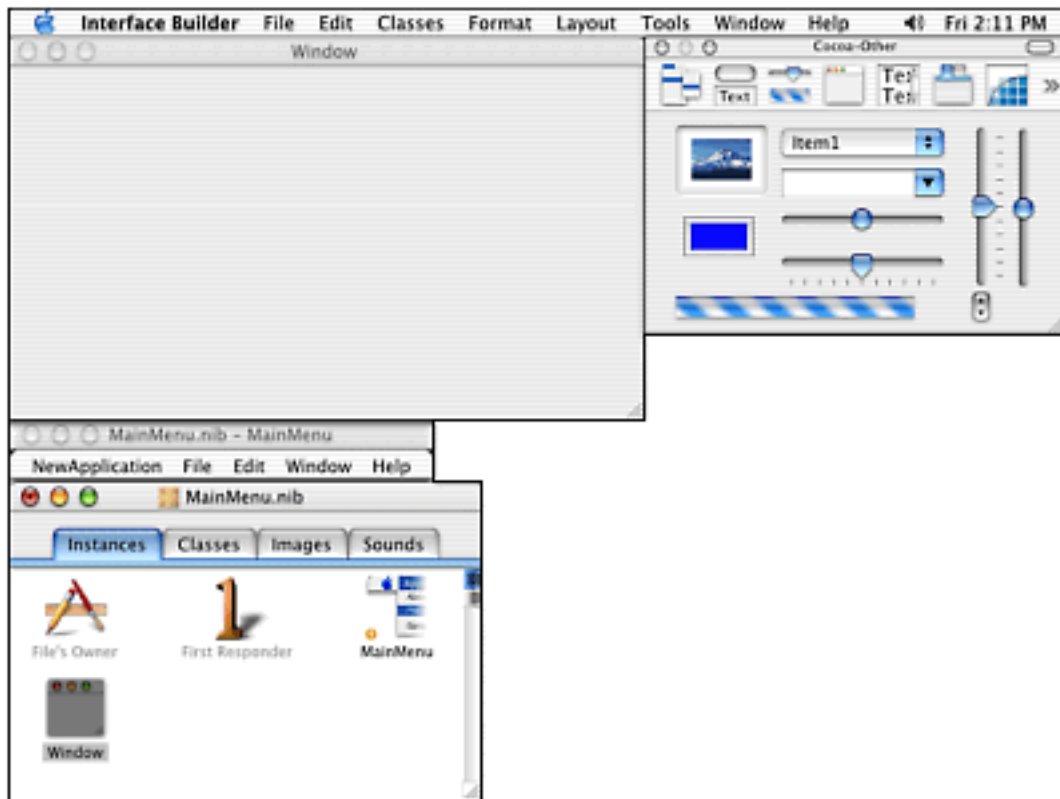 Interface Builder File Edit Classes Format Layout Tools Window Help Fri 2:11 PM
Window
Cocoa-Other
Text
Item1
MainMenu.nib - MainMenu
NewApplication File Edit Window Help
MainMenu.nib
Instances Classes Images Sounds
File's Owner First Responder MainMenu
Window